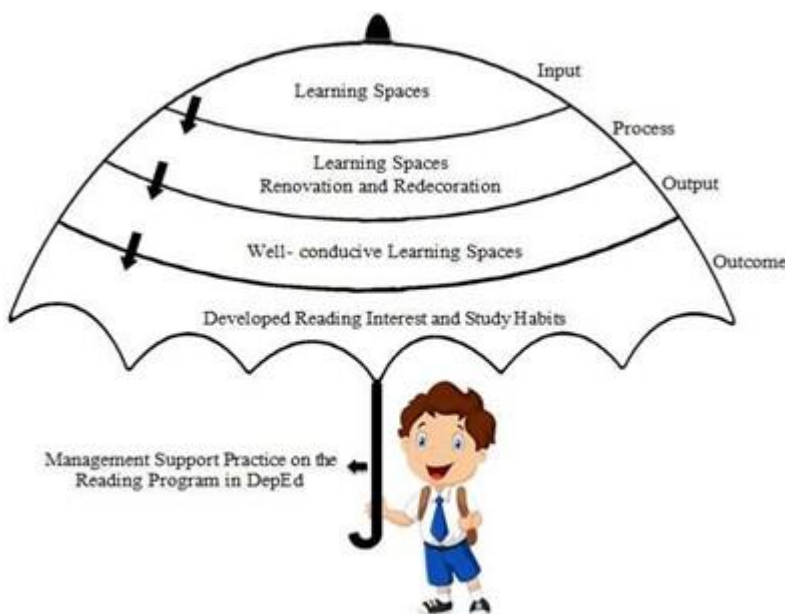 Learning Spaces
Input
Process
Learning Spaces
Renovation and Redecoration
Output
Well- conducive Learning Spaces
Outcome
Developed Reading Interest and Study Habits
Management Support Practice on the
Reading Program in DepEd